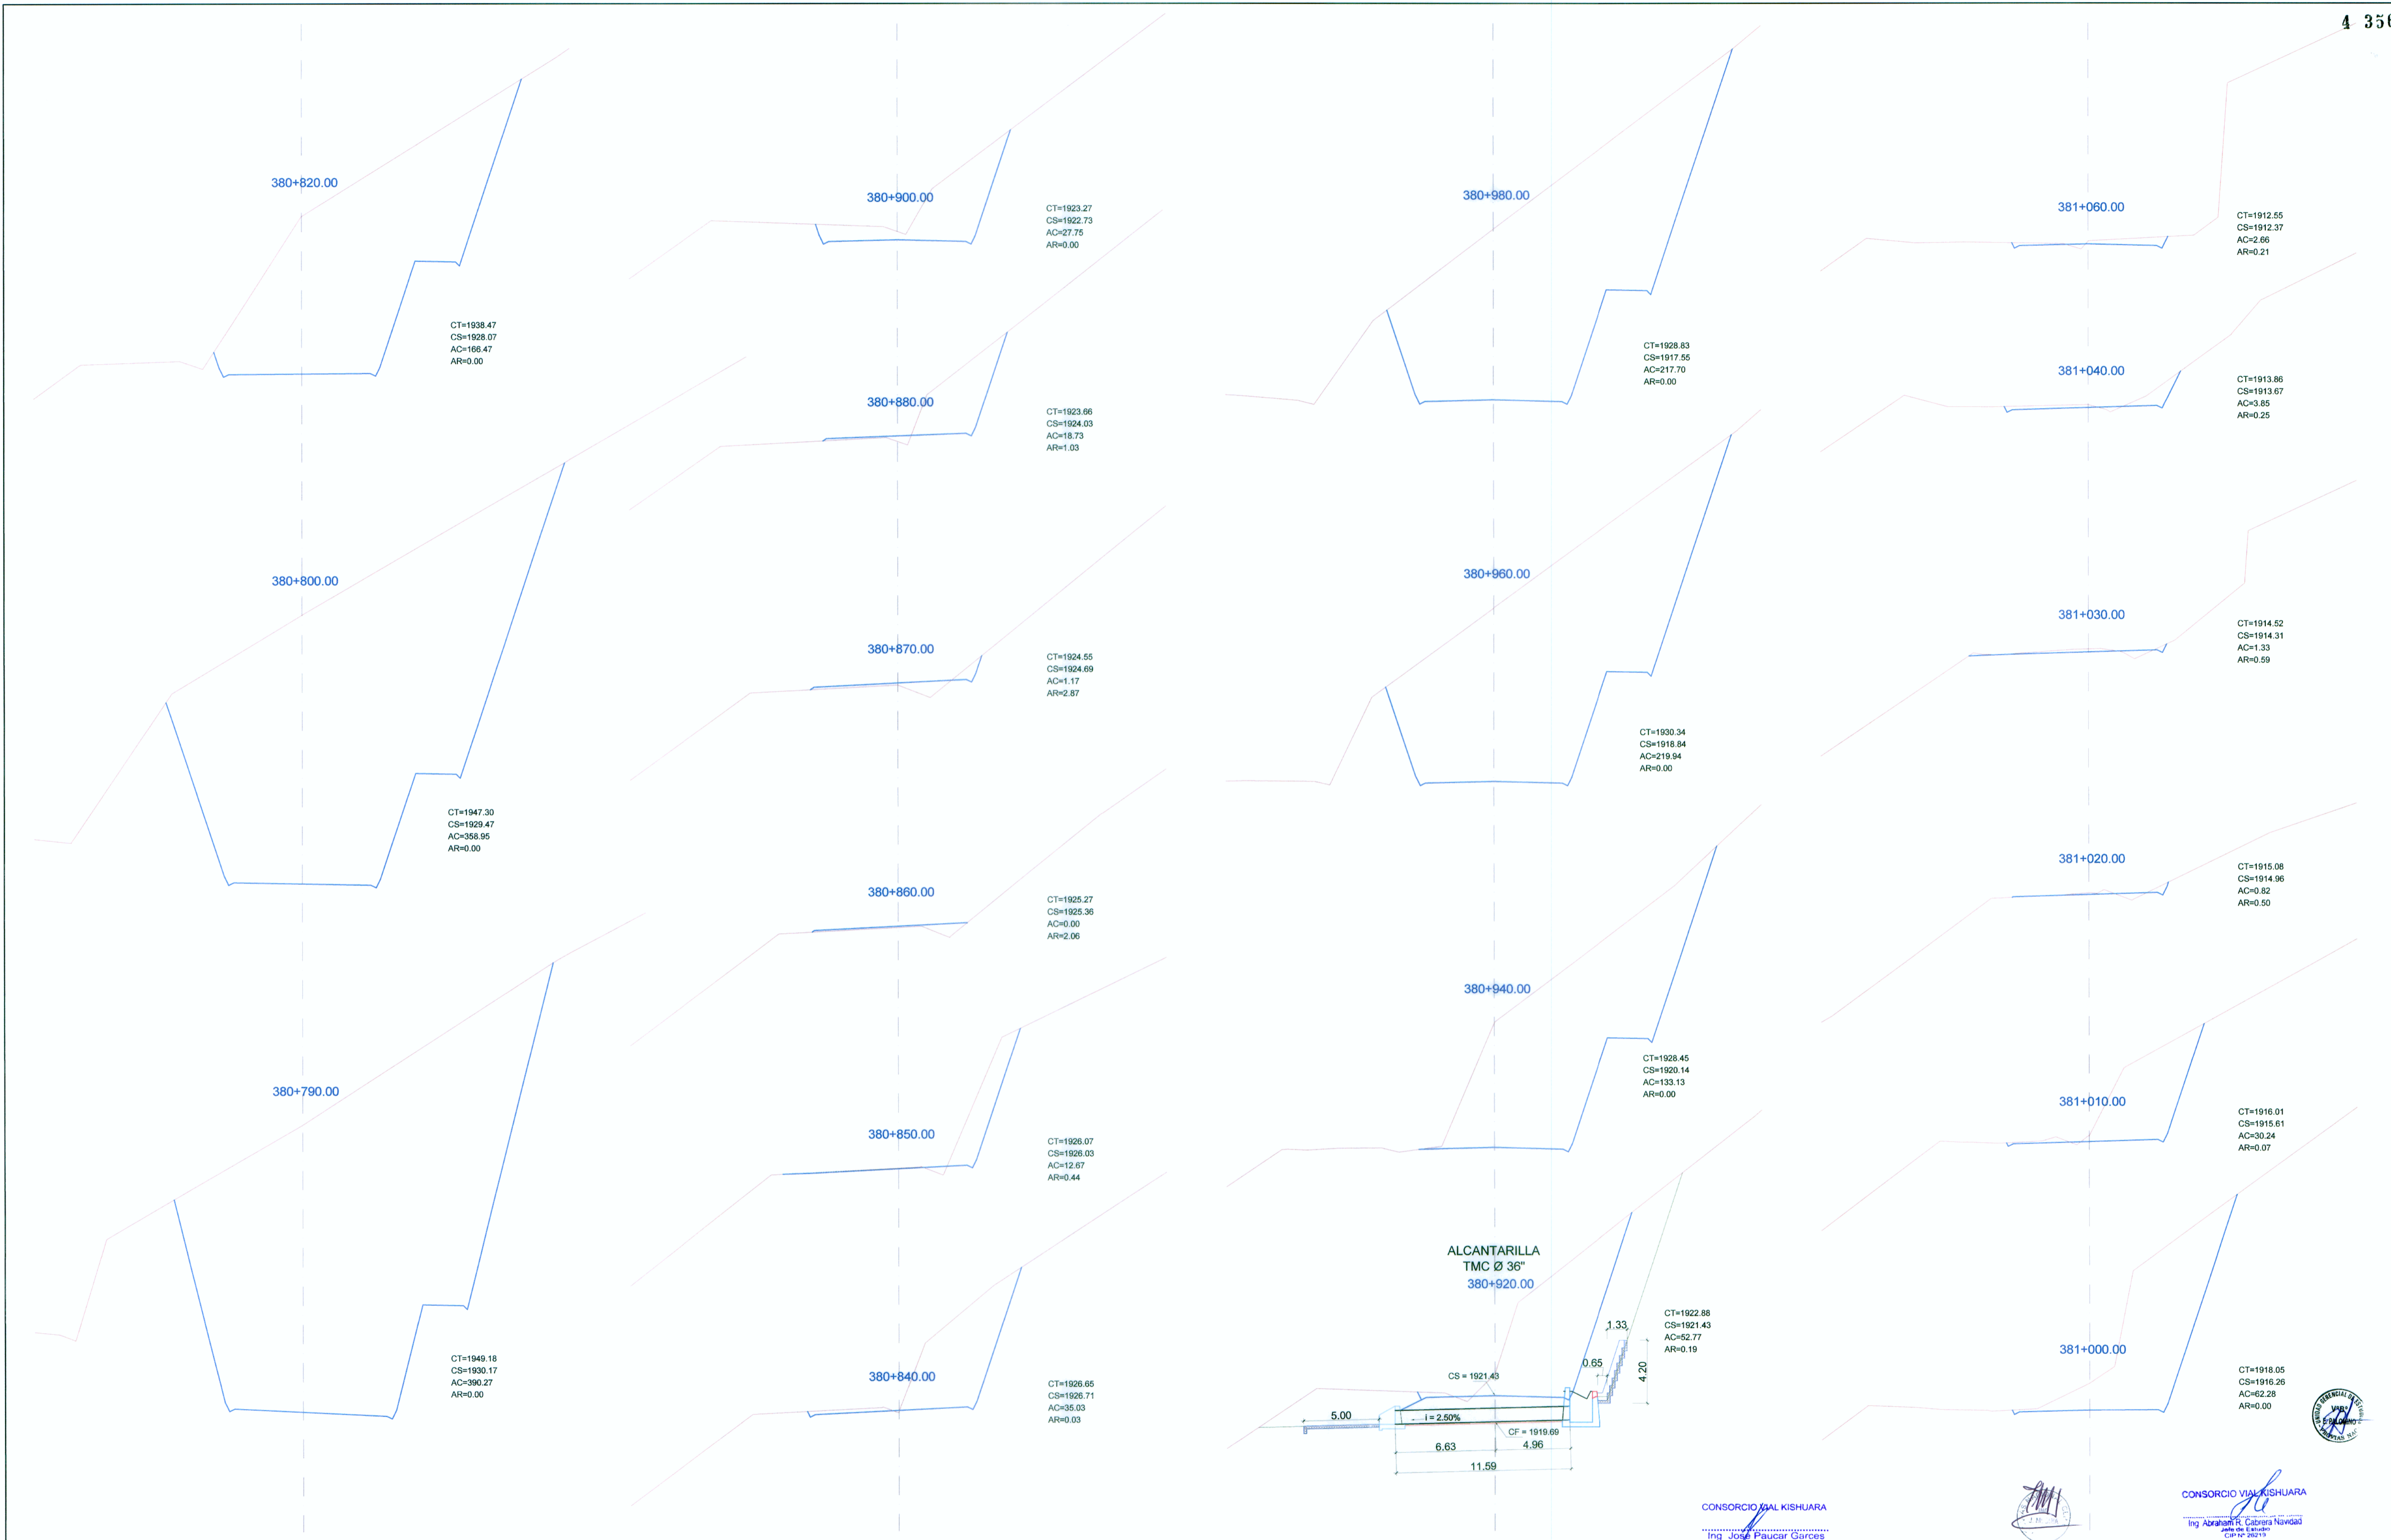 4 356
380+820.00
CT=1938.47
CS=1928.07
AC=166.47
AR=0.00
380+800.00
CT=1947.30
CS=1929.47
AC=358.95
AR=0.00
380+790.00
CT=1949.18
CS=1930.17
AC=390.27
AR=0.00
380+900.00
CT=1923.27
CS=1922.73
AC=27.75
AR=0.00
380+880.00
CT=1923.66
CS=1924.03
AC=18.73
AR=1.03
380+870.00
CT=1924.55
CS=1924.69
AC=1.17
AR=2.87
380+860.00
CT=1925.27
CS=1925.36
AC=0.00
AR=2.06
380+850.00
CT=1926.07
CS=1926.03
AC=12.67
AR=0.44
380+840.00
CT=1926.65
CS=1926.71
AC=35.03
AR=0.03
380+980.00
CT=1928.83
CS=1917.55
AC=217.70
AR=0.00
380+960.00
CT=1930.34
CS=1918.84
AC=219.94
AR=0.00
380+940.00
CT=1928.45
CS=1920.14
AC=133.13
AR=0.00
ALCANTARILLA
TMC Ø 36"
380+920.00
CT=1922.88
CS=1921.43
AC=52.77
AR=0.19
1.33
0.65
4.20
CS = 1921.43
5.00
i = 2.50%
CF = 1919.69
6.63
4.96
11.59
381+060.00
CT=1912.55
CS=1912.37
AC=2.66
AR=0.21
381+040.00
CT=1913.86
CS=1913.67
AC=3.85
AR=0.25
381+030.00
CT=1914.52
CS=1914.31
AC=1.33
AR=0.59
381+020.00
CT=1915.08
CS=1914.96
AC=0.82
AR=0.50
381+010.00
CT=1916.01
CS=1915.61
AC=30.24
AR=0.07
381+000.00
CT=1918.05
CS=1916.26
AC=62.28
AR=0.00
CONSORCIO VIAL KISHUARA
Ing José Paucar Garces
CONSORCIO VIAL KISHUARA
Ing Abraham R. Cabrera Navidad
Jefe de Estudio
CIP Nº 26219